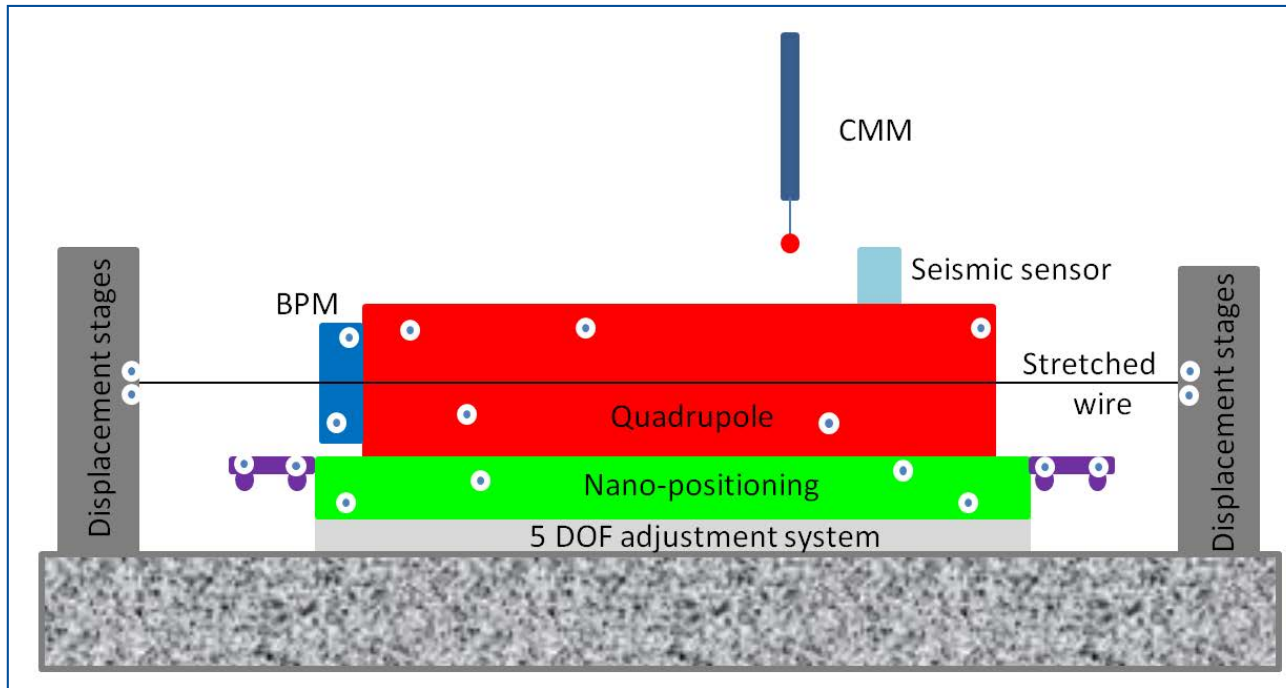 CMM
Seismic sensor
BPM
Displacement stages
Stretched
wire
Displacement stages
Quadrupole
Nano-positioning
5 DOF adjustment system